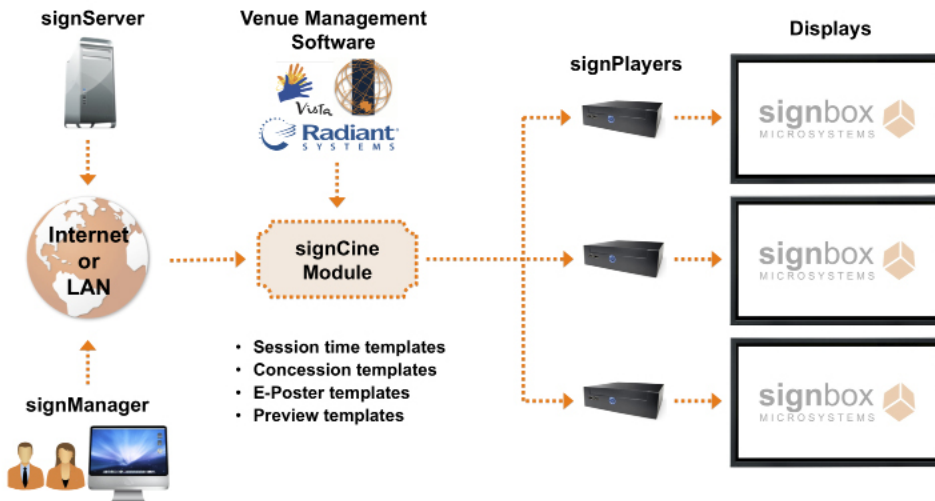 signServer
Venue Management
Software
Vista
Radiant
SYSTEMS
signPlayers
Displays
signbox
MICROSYSTEMS
Internet
or
LAN
signCine
Module
signbox
MICROSYSTEMS
• Session time templates
• Concession templates
• E-Poster templates
• Preview templates
signManager
signbox
MICROSYSTEMS